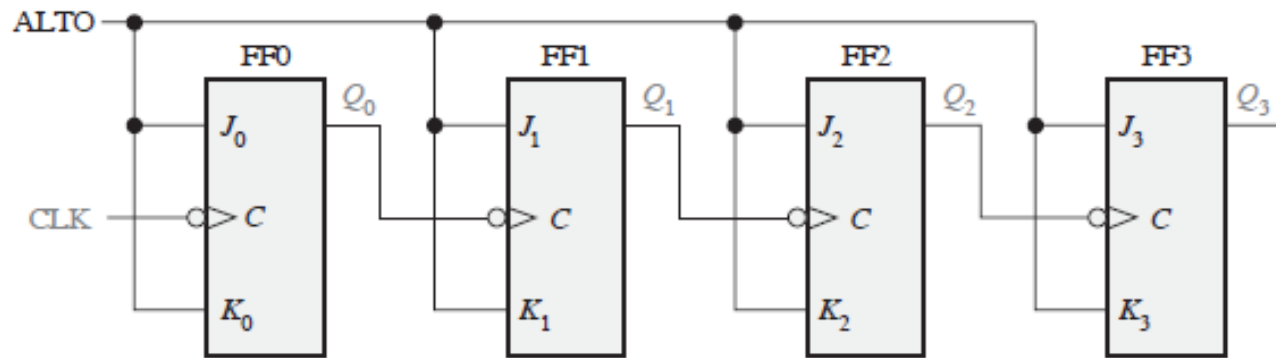 ALTO
FF0 FF1 FF2 FF3
Q0 Q1 Q2 Q3
J0 J1 J2 J3
CLK C C C C
K0 K1 K2 K3